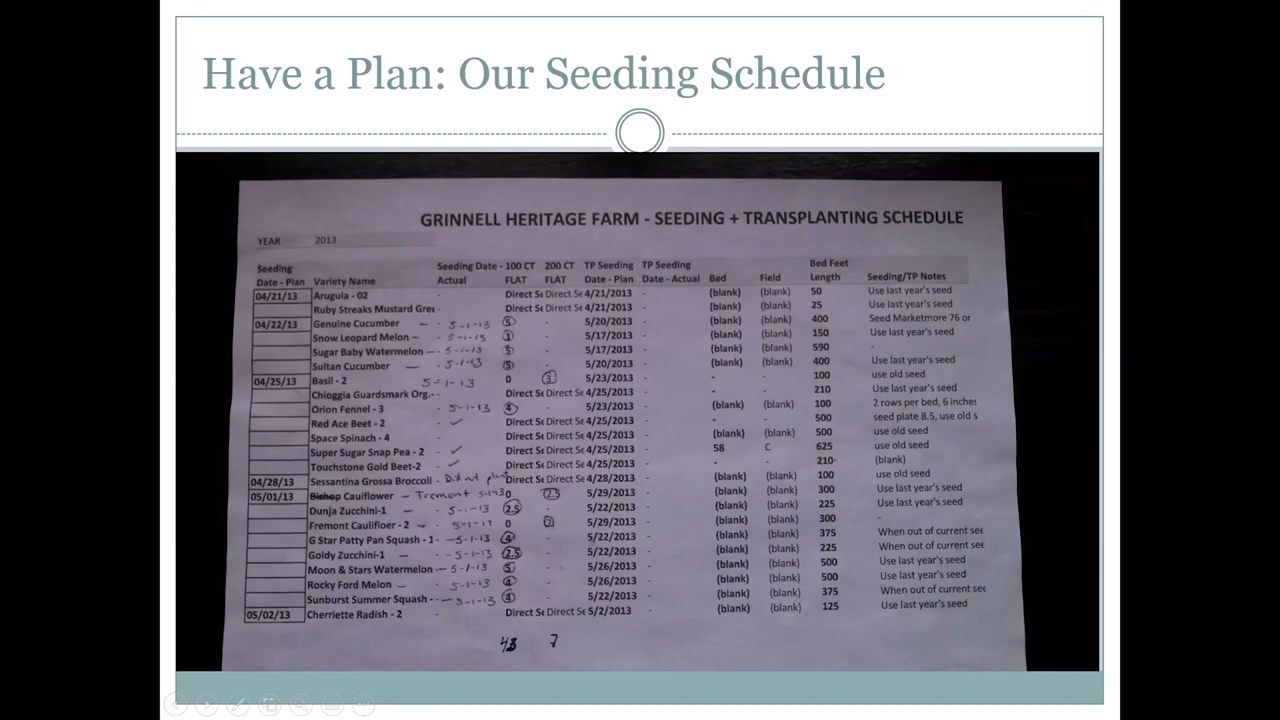 Have a Plan: Our Seeding Schedule
GRINNELL HERITAGE FARM - SEEDING + TRANSPLANTING SCHEDULE
YEAR 2013
Seeding Seeding Date - 100 CT 200 CT TP Seeding TP Seeding Bed Feet
Date - Plan Variety Name Actual FLAT FLAT Date - Plan Date - Actual Bed Field Length Seeding/TP Notes
04/21/13 Arugula - 02 - Direct Se Direct Se 4/21/2013 - (blank) (blank) 50 Use last year's seed
Ruby Streaks Mustard Gree - Direct Se Direct Se 4/21/2013 - (blank) (blank) 25 Use last year's seed
04/22/13 Genuine Cucumber - 5-1-13 5 - 5/20/2013 - (blank) (blank) 400 Seed Marketmore 76 or
Snow Leopard Melon - 5-1-13 1 - 5/17/2013 - (blank) (blank) 150 Use last year's seed
Sugar Baby Watermelon - 5-1-13 5 - 5/17/2013 - (blank) (blank) 590 -
Sultan Cucumber - 5-1-13 5 - 5/20/2013 - (blank) (blank) 400 Use last year's seed
04/25/13 Basil - 2 5-1-13 0 3 5/23/2013 - - - 100 use old seed
Chioggia Guardsmark Org. - Direct Se Direct Se 4/25/2013 - - - 210 Use last year's seed
Orion Fennel - 3 5-1-13 4 - 5/23/2013 - (blank) (blank) 100 2 rows per bed, 6 inches
Red Ace Beet - 2 ✓ Direct Se Direct Se 4/25/2013 - - - 500 seed plate 8.5, use old s
Space Spinach - 4 - Direct Se Direct Se 4/25/2013 - (blank) (blank) 500 use old seed
Super Sugar Snap Pea - 2 ✓ Direct Se Direct Se 4/25/2013 - 58 C 625 use old seed
Touchstone Gold Beet-2 ✓ Direct Se Direct Se 4/25/2013 - - - 210 (blank)
04/28/13 Sessantina Grossa Broccoli - Did not plant Direct Se Direct Se 4/28/2013 - (blank) (blank) 100 use old seed
05/01/13 Bishop Cauiflower - Tremont 5-1-13 0 2.5 5/29/2013 - (blank) (blank) 300 Use last year's seed
Dunja Zucchini-1 - 5-1-13 2.5 - 5/22/2013 - (blank) (blank) 225 Use last year's seed
Fremont Caulifloer - 2 - 5-1-13 0 2 5/29/2013 - (blank) (blank) 300 -
G Star Patty Pan Squash - 1 - 5-1-13 4 - 5/22/2013 - (blank) (blank) 375 When out of current see
Goldy Zucchini-1 - 5-1-13 2.5 - 5/22/2013 - (blank) (blank) 225 When out of current see
Moon & Stars Watermelon - 5-1-13 5 - 5/26/2013 - (blank) (blank) 500 Use last year's seed
Rocky Ford Melon - 5-1-13 4 - 5/26/2013 - (blank) (blank) 500 Use last year's seed
Sunburst Summer Squash - 5-1-13 4 - 5/22/2013 - (blank) (blank) 375 When out of current see
05/02/13 Cherriette Radish - 2 - Direct Se Direct Se 5/2/2013 - (blank) (blank) 125 Use last year's seed
43 7